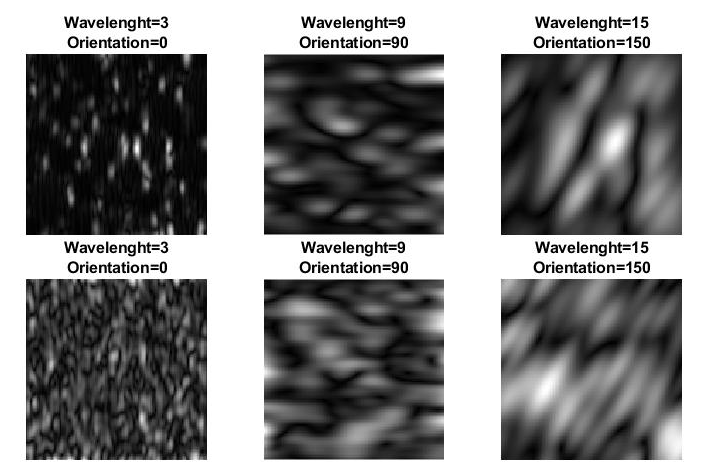 Wavelenght=3
Orientation=0
Wavelenght=9
Orientation=90
Wavelenght=15
Orientation=150
Wavelenght=3
Orientation=0
Wavelenght=9
Orientation=90
Wavelenght=15
Orientation=150